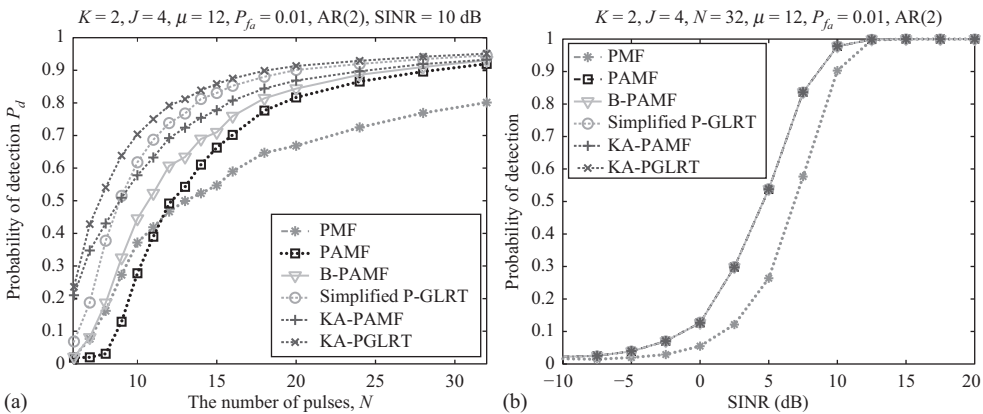 K = 2, J = 4, μ = 12, P_fa = 0.01, AR(2), SINR = 10 dB
1
0.9
0.8
0.7
0.6
0.5
0.4
0.3
0.2
0.1
0
Probability of detection P_d
PMF
PAMF
B-PAMF
Simplified P-GLRT
KA-PAMF
KA-PGLRT
10 15 20 25 30
The number of pulses, N
(a)
K = 2, J = 4, N = 32, μ = 12, P_fa = 0.01, AR(2)
1
0.9
0.8
0.7
0.6
0.5
0.4
0.3
0.2
0.1
0
Probability of detection
PMF
PAMF
B-PAMF
Simplified P-GLRT
KA-PAMF
KA-PGLRT
−10 −5 0 5 10 15 20
SINR (dB)
(b)